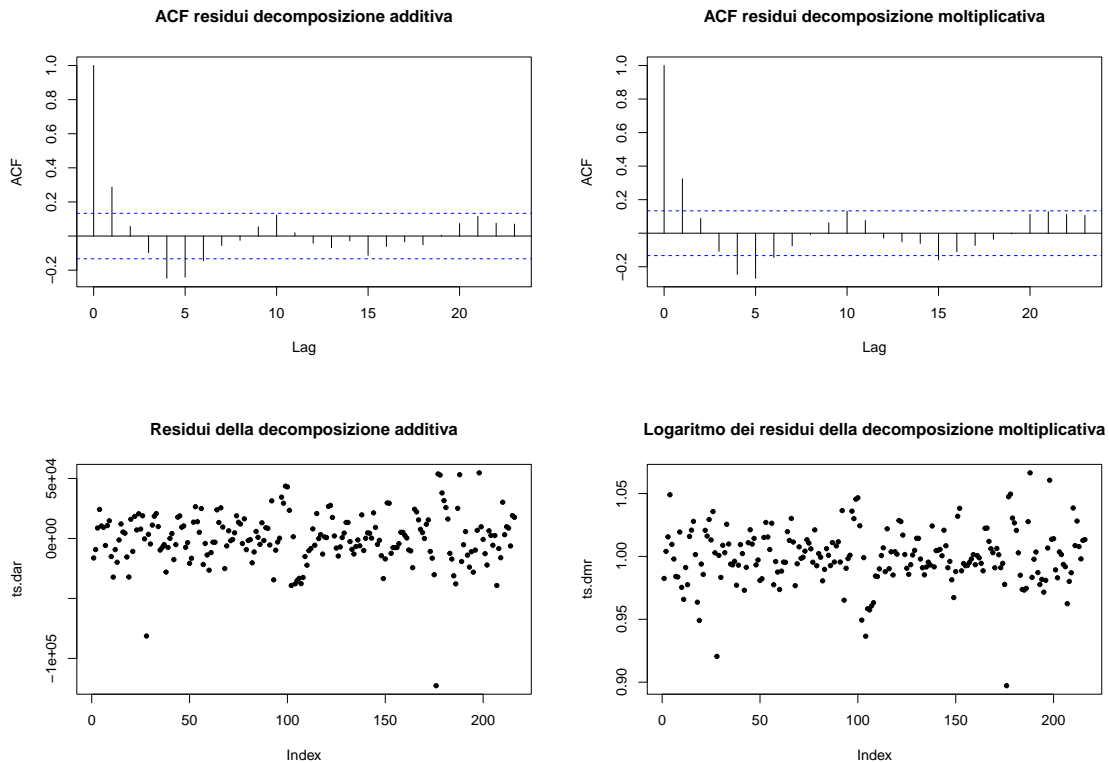 ACF residui decomposizione additiva
ACF
1.0
0.8
0.6
0.4
0.2
-0.2
0 5 10 15 20
Lag
ACF residui decomposizione moltiplicativa
ACF
1.0
0.8
0.6
0.4
0.2
-0.2
0 5 10 15 20
Lag
Residui della decomposizione additiva
ts.dar
5e+04
0e+00
-1e+05
0 50 100 150 200
Index
Logaritmo dei residui della decomposizione moltiplicativa
ts.dmr
1.05
1.00
0.95
0.90
0 50 100 150 200
Index